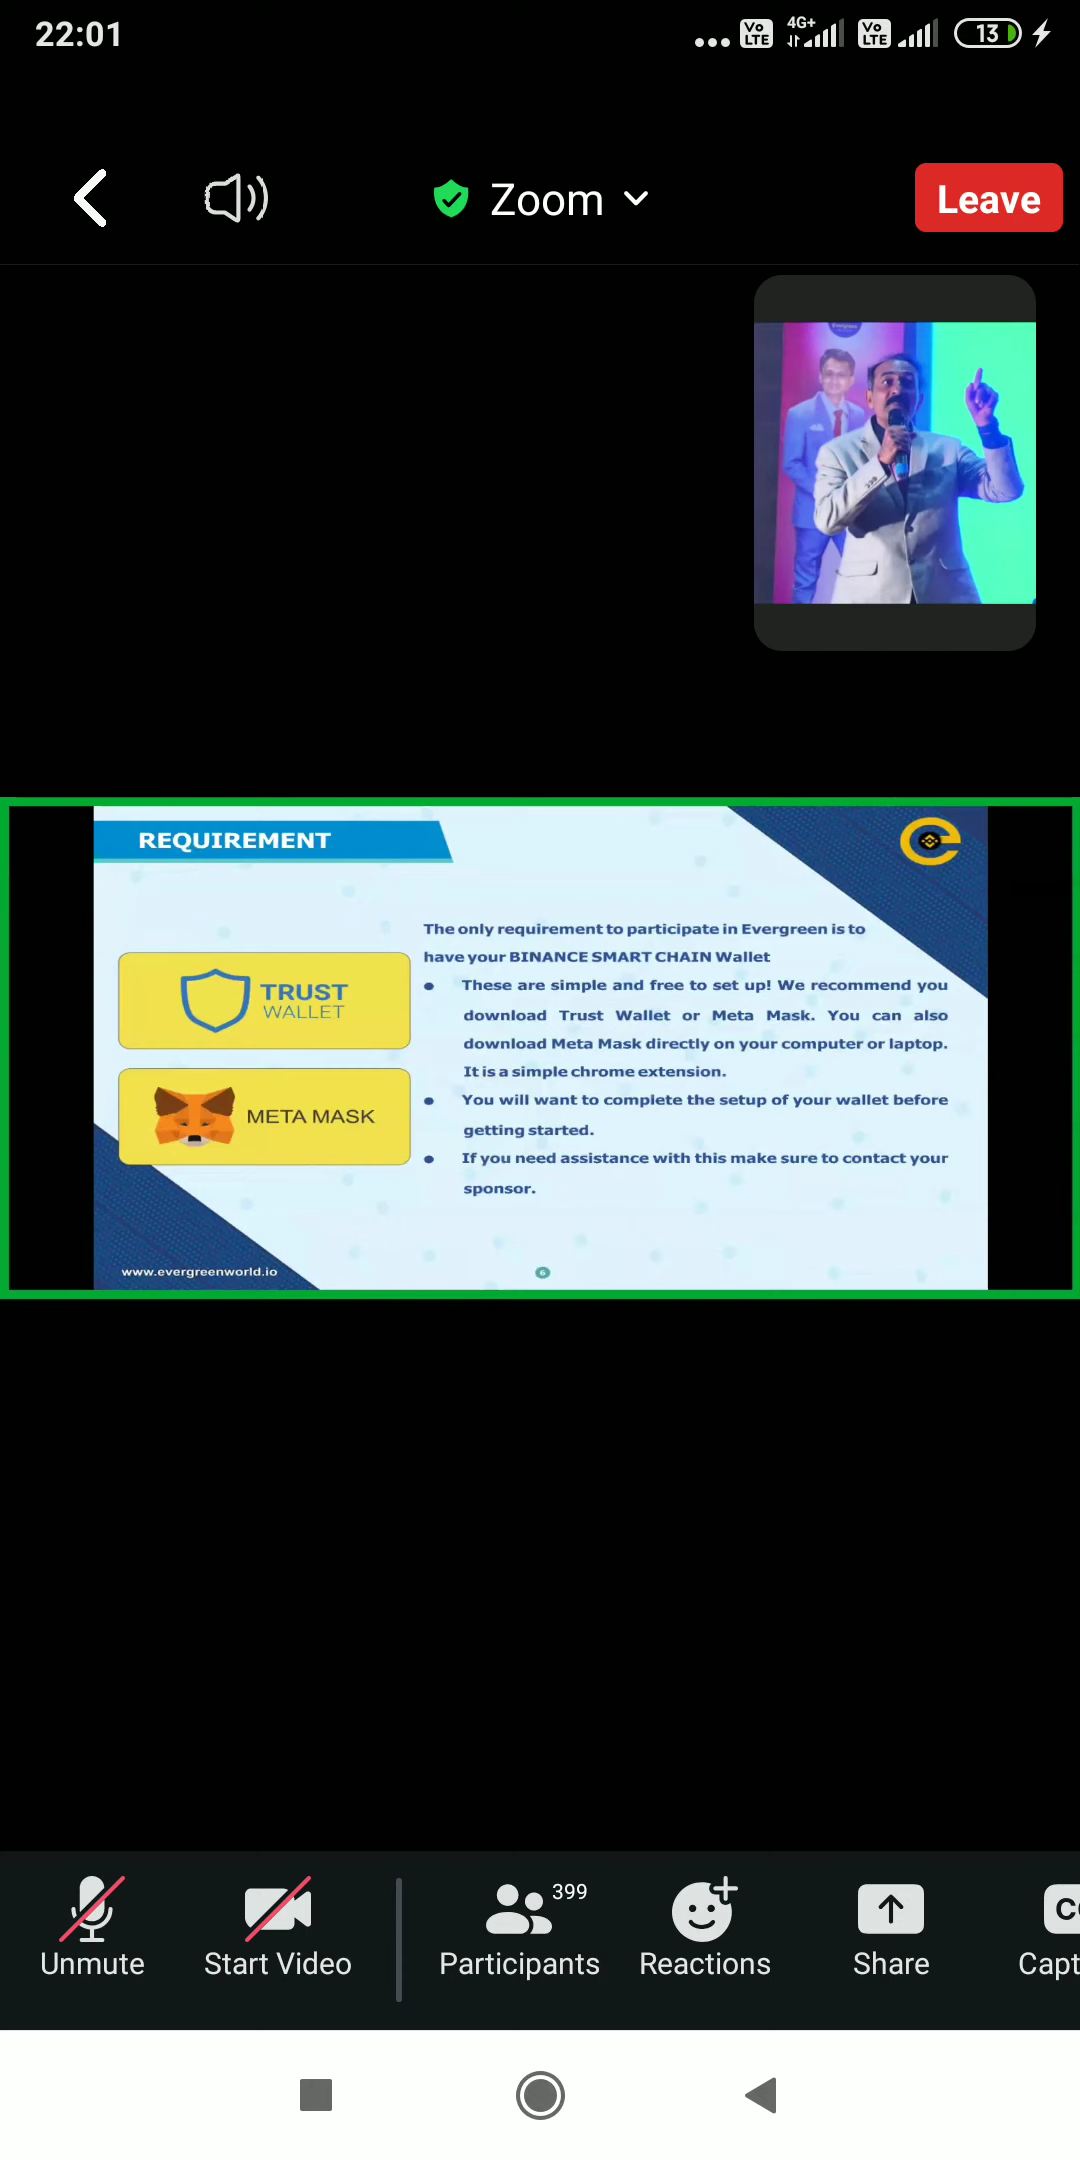 22:01
Vo LTE 4G+ Vo LTE 13
Zoom
Leave
REQUIREMENT
The only requirement to participate in Evergreen is to
have your BINANCE SMART CHAIN Wallet
TRUST
WALLET
META MASK
• These are simple and free to set up! We recommend you
download Trust Wallet or Meta Mask. You can also
download Meta Mask directly on your computer or laptop.
It is a simple chrome extension.
• You will want to complete the setup of your wallet before
getting started.
• If you need assistance with this make sure to contact your
sponsor.
www.evergreenworld.io
6
399
Unmute
Start Video
Participants
Reactions
Share
Capt